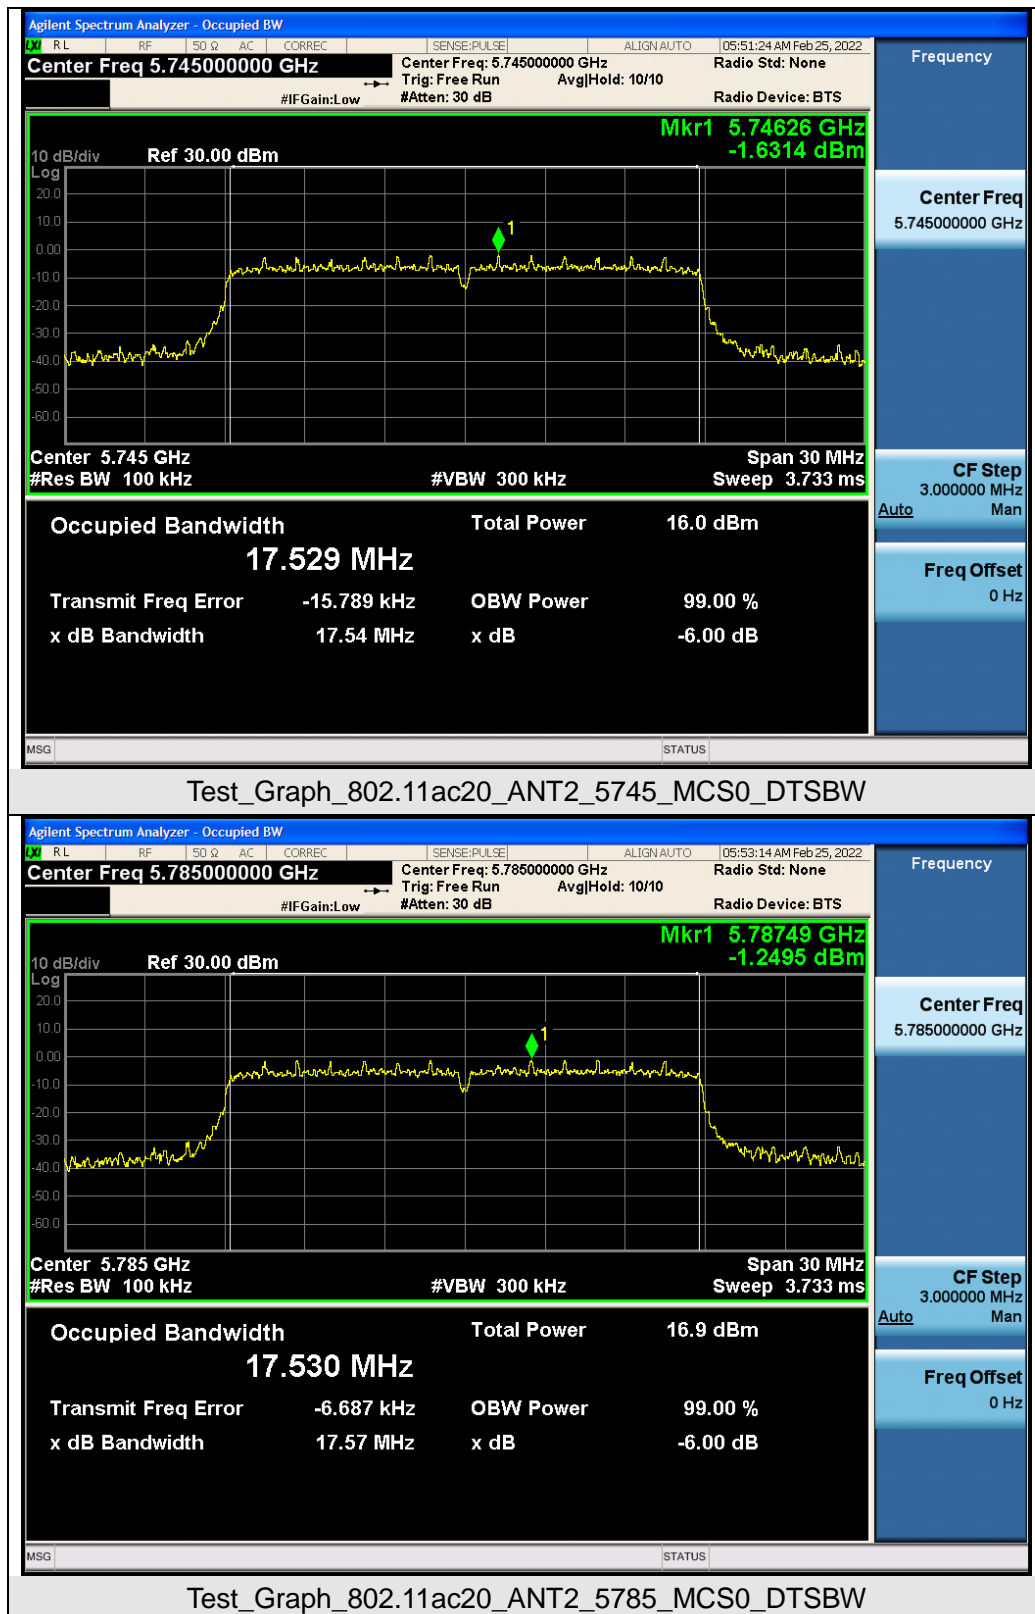 Agilent Spectrum Analyzer - Occupied BW
LXI RL RF 50 Ω AC CORREC SENSE:PULSE ALIGN AUTO 05:51:24 AM Feb 25, 2022
Center Freq 5.745000000 GHz Center Freq: 5.745000000 GHz Radio Std: None
Trig: Free Run Avg|Hold: 10/10
#IFGain:Low #Atten: 30 dB Radio Device: BTS
Frequency
Mkr1 5.74626 GHz
-1.6314 dBm
10 dB/div Ref 30.00 dBm
Log
20.0
10.0
0.00
-10.0
-20.0
-30.0
-40.0
-50.0
-60.0
1
Center 5.745 GHz Span 30 MHz
#Res BW 100 kHz #VBW 300 kHz Sweep 3.733 ms
Center Freq
5.745000000 GHz
CF Step
3.000000 MHz
Auto Man
Freq Offset
0 Hz
Occupied Bandwidth Total Power 16.0 dBm
17.529 MHz
Transmit Freq Error -15.789 kHz OBW Power 99.00 %
x dB Bandwidth 17.54 MHz x dB -6.00 dB
MSG STATUS
Test_Graph_802.11ac20_ANT2_5745_MCS0_DTSBW
Agilent Spectrum Analyzer - Occupied BW
LXI RL RF 50 Ω AC CORREC SENSE:PULSE ALIGN AUTO 05:53:14 AM Feb 25, 2022
Center Freq 5.785000000 GHz Center Freq: 5.785000000 GHz Radio Std: None
Trig: Free Run Avg|Hold: 10/10
#IFGain:Low #Atten: 30 dB Radio Device: BTS
Frequency
Mkr1 5.78749 GHz
-1.2495 dBm
10 dB/div Ref 30.00 dBm
Log
20.0
10.0
0.00
-10.0
-20.0
-30.0
-40.0
-50.0
-60.0
1
Center 5.785 GHz Span 30 MHz
#Res BW 100 kHz #VBW 300 kHz Sweep 3.733 ms
Center Freq
5.785000000 GHz
CF Step
3.000000 MHz
Auto Man
Freq Offset
0 Hz
Occupied Bandwidth Total Power 16.9 dBm
17.530 MHz
Transmit Freq Error -6.687 kHz OBW Power 99.00 %
x dB Bandwidth 17.57 MHz x dB -6.00 dB
MSG STATUS
Test_Graph_802.11ac20_ANT2_5785_MCS0_DTSBW